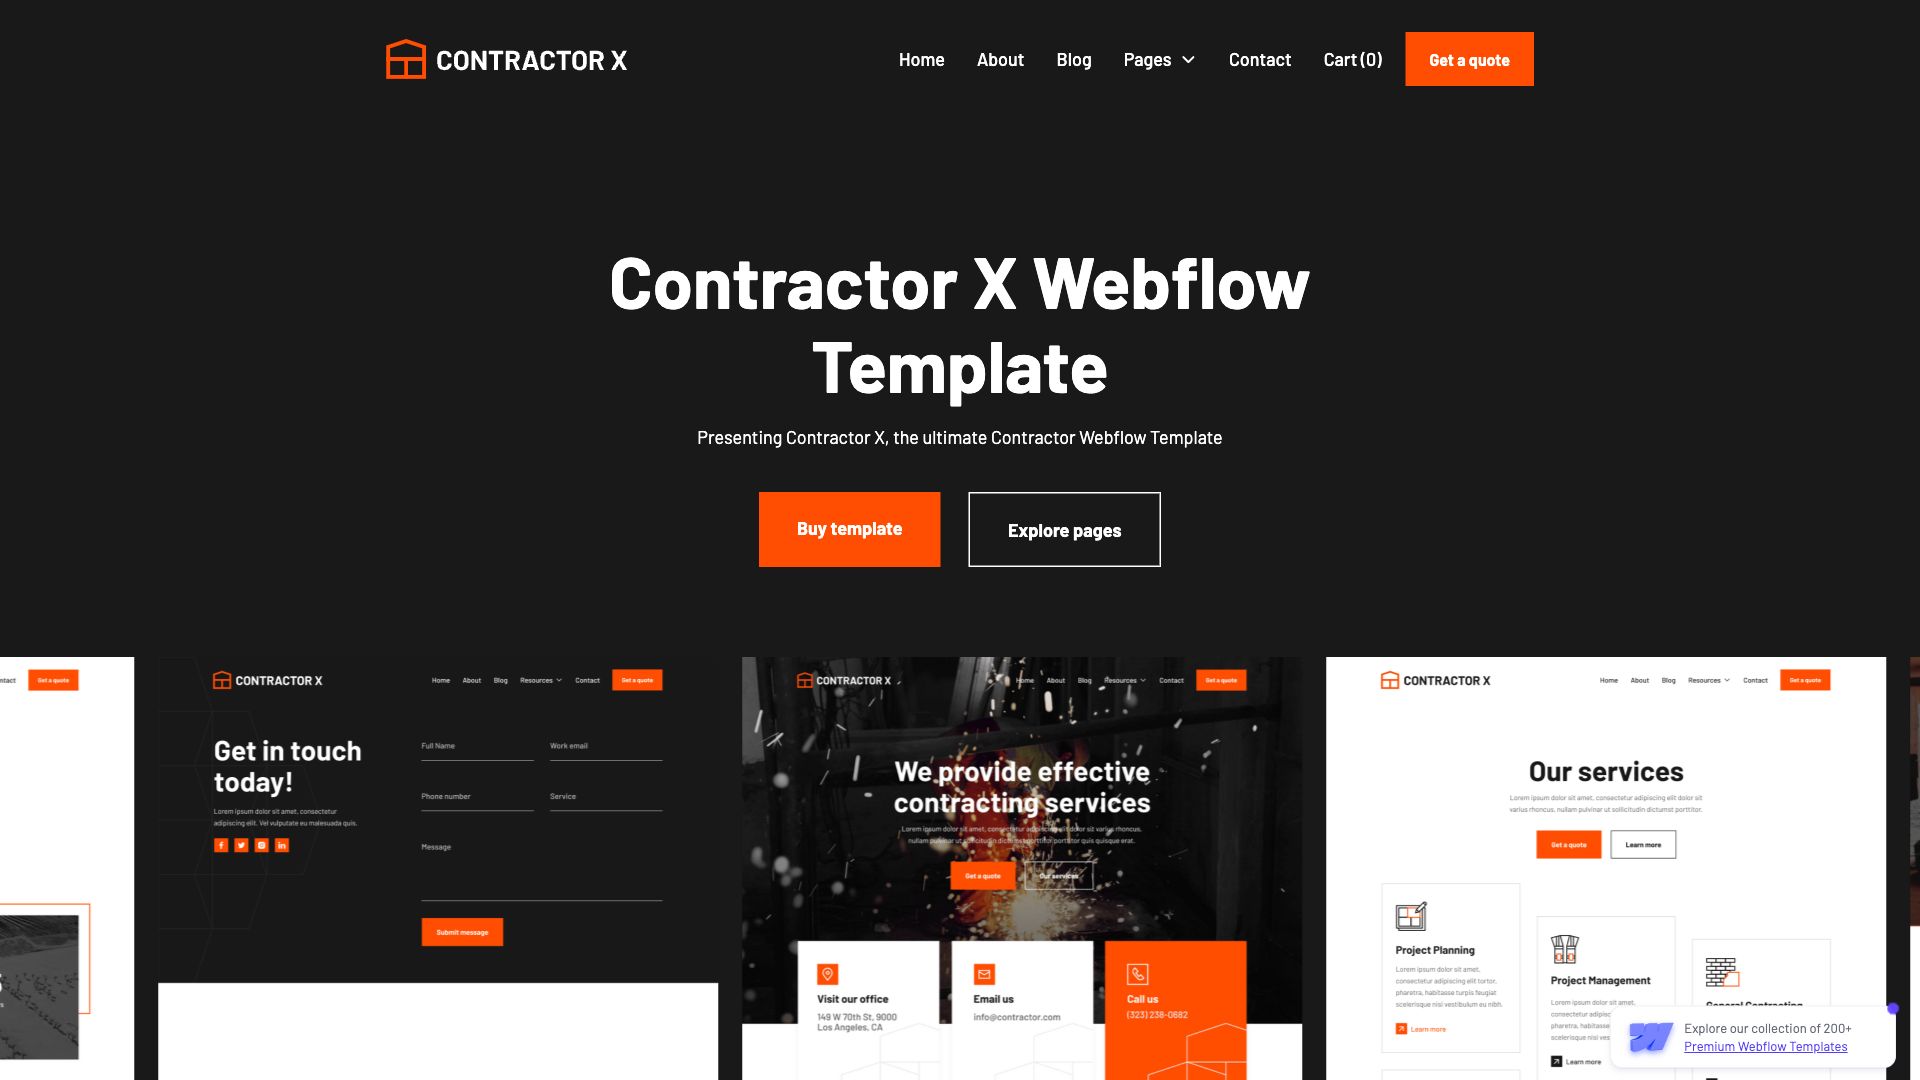 CONTRACTOR X
Home
About
Blog
Pages
Contact
Cart (0)
Get a quote
Contractor X Webflow
Template
Presenting Contractor X, the ultimate Contractor Webflow Template
Buy template
Explore pages
Get a quote
CONTRACTOR X
Home
About
Blog
Resources
Contact
Get a quote
Get in touch
today!
Lorem ipsum dolor sit amet, consectetur
adipiscing elit. Vel vulputate eu malesuada quis.
Full Name
Work email
Phone number
Service
Message
Submit message
CONTRACTOR X
Home
About
Blog
Resources
Contact
Get a quote
We provide effective
contracting services
Lorem ipsum dolor sit amet, consectetur adipiscing elit dolor sit varius rhoncus.
nullam pulvinar ut sollicitudin dictumst porttitor porttitor quis quisque erat.
Get a quote
Our services
Visit our office
149 W 70th St, 9000
Los Angeles, CA
Email us
info@contractor.com
Call us
(323) 238-0682
CONTRACTOR X
Home
About
Blog
Resources
Contact
Get a quote
Our services
Lorem ipsum dolor sit amet, consectetur adipiscing elit dolor sit
varius rhoncus, nullam pulvinar ut sollicitudin dictumst porttitor.
Get a quote
Learn more
Project Planning
Lorem ipsum dolor sit amet,
consectetur adipiscing elit tortor,
pharetra, habitasse turpis feugiat
scelerisque nisi vestibulum eu nibh.
Learn more
Project Management
Lorem ipsum dolor sit amet,
consectetur
pharetra, habitasse
scelerisque nisi
Learn more
General Contracting
Explore our collection of 200+
Premium Webflow Templates